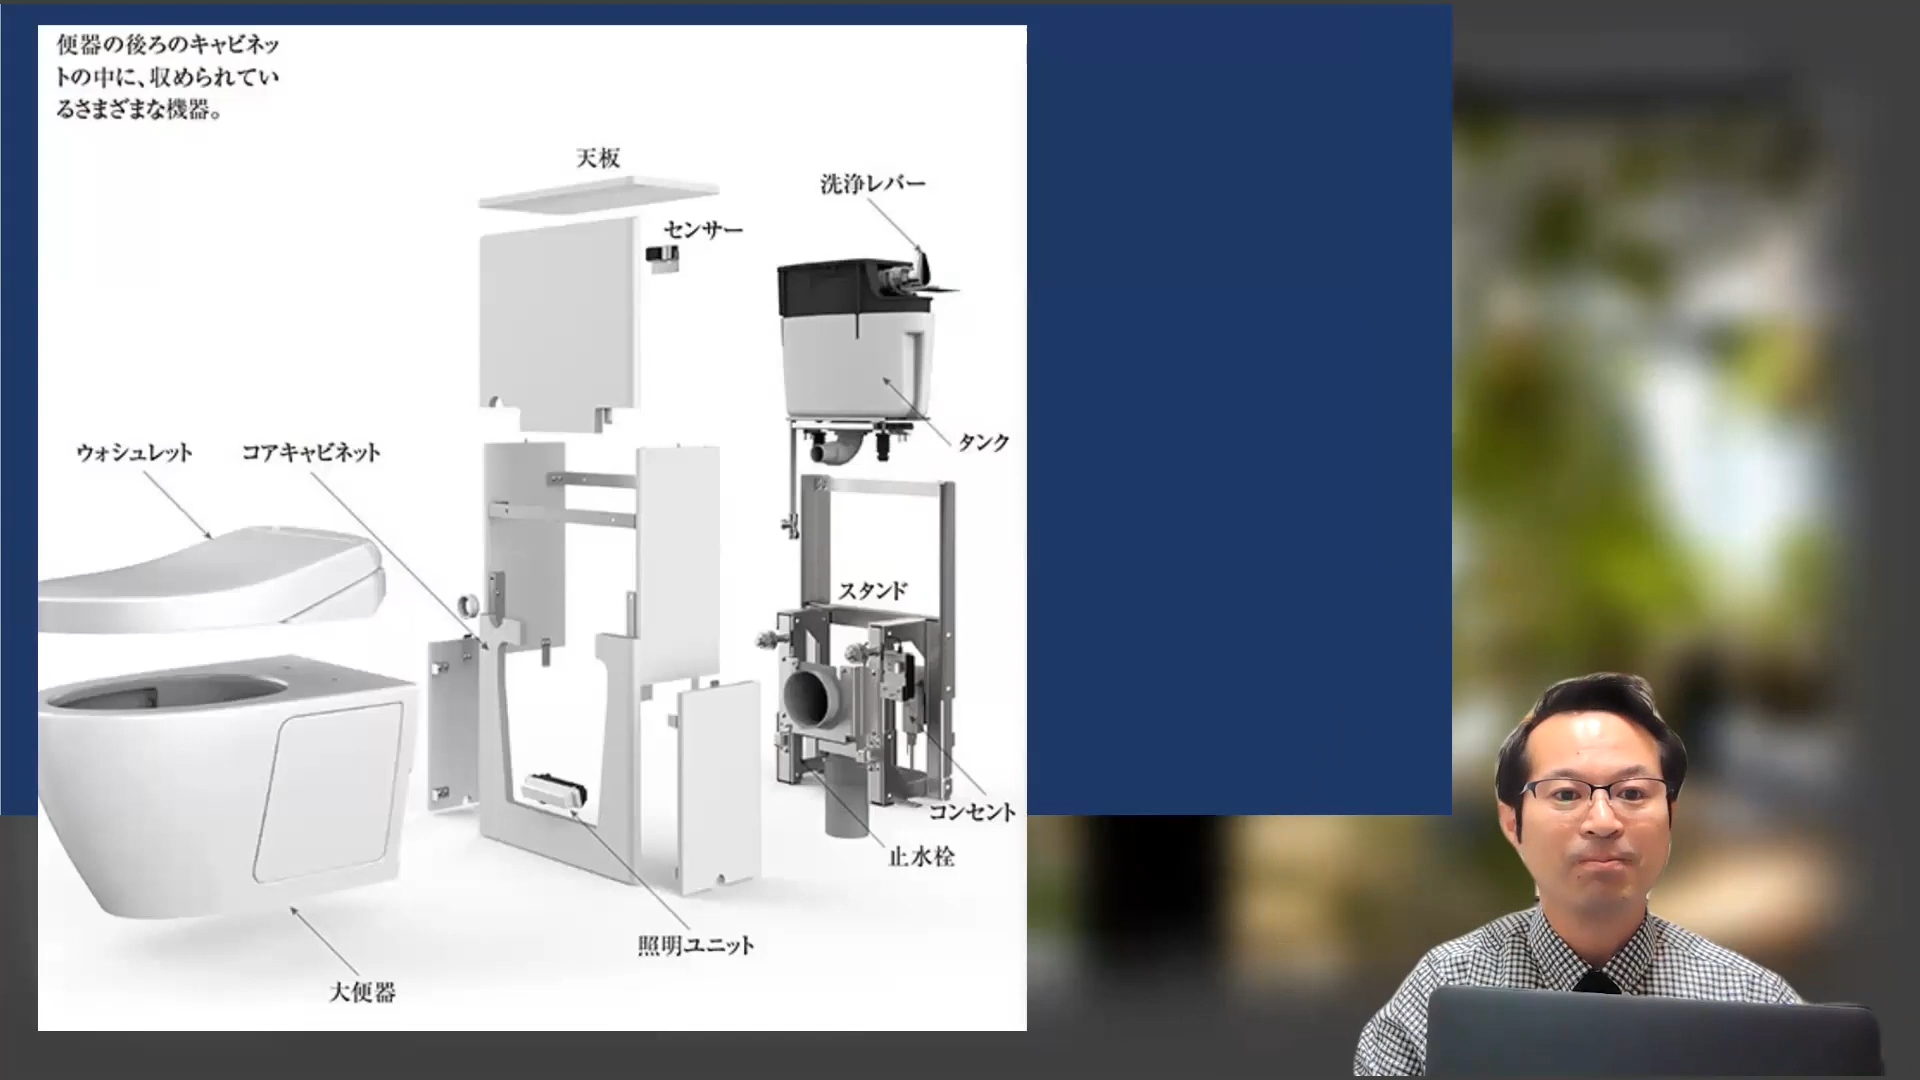 便器の後ろのキャビネッ
トの中に、収められてい
るさまざまな機器。
天板
洗浄レバー
センサー
タンク
ウォシュレット
コアキャビネット
スタンド
コンセント
止水栓
照明ユニット
大便器